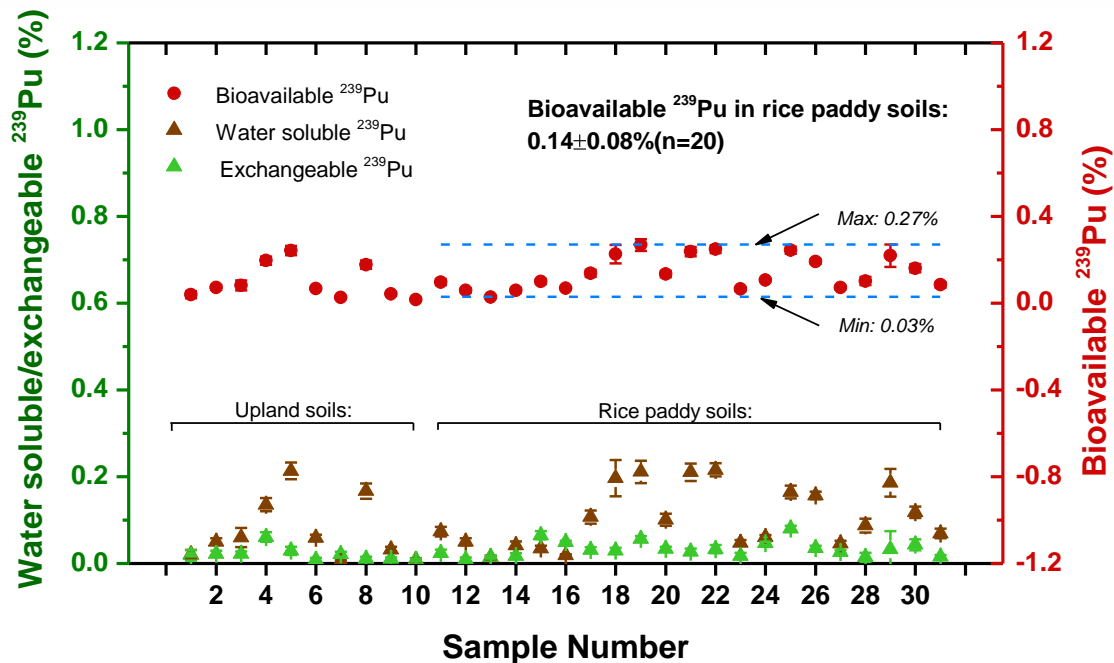 Water soluble/exchangeable ²³⁹Pu (%)
1.2
1.0
0.8
0.6
0.4
0.2
0.0
Bioavailable ²³⁹Pu
Water soluble ²³⁹Pu
Exchangeable ²³⁹Pu
Bioavailable ²³⁹Pu in rice paddy soils:
0.14±0.08%(n=20)
Max: 0.27%
Min: 0.03%
Upland soils:
Rice paddy soils:
1.2
0.8
0.4
0.0
-0.4
-0.8
-1.2
Bioavailable ²³⁹Pu (%)
2 4 6 8 10 12 14 16 18 20 22 24 26 28 30
Sample Number